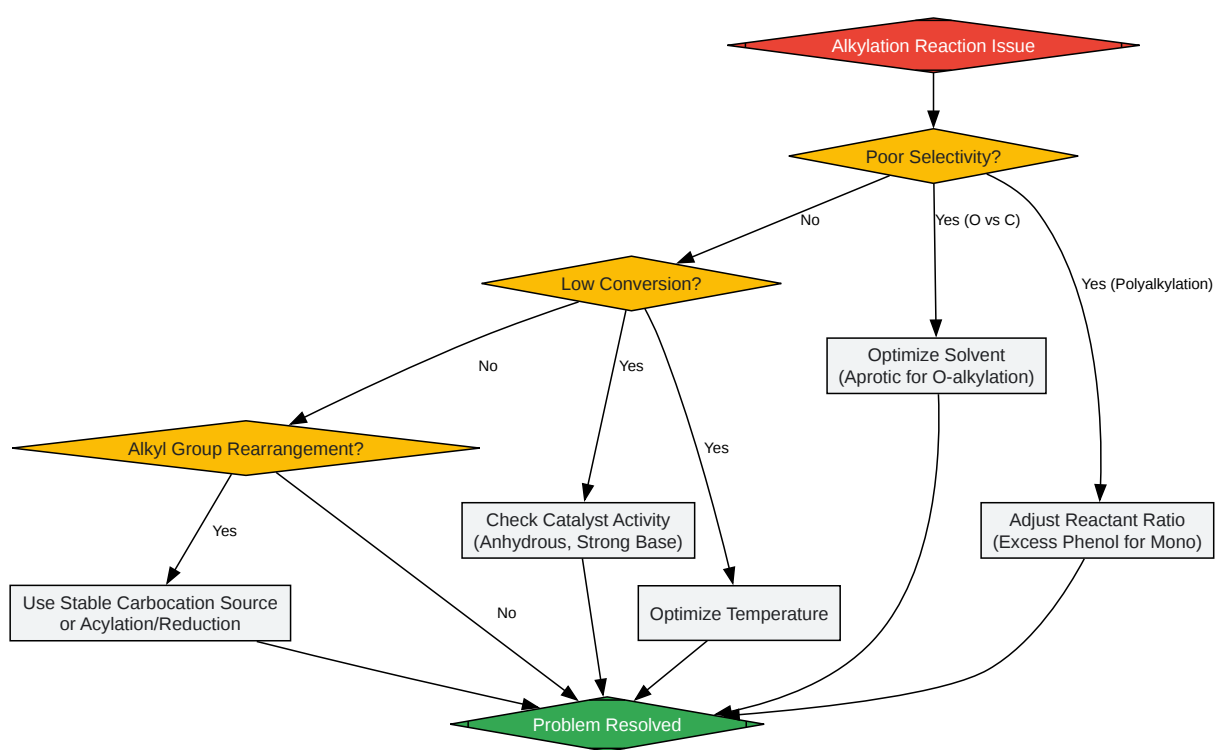 Alkylation Reaction Issue
Poor Selectivity?
No
Yes (O vs C)
Yes (Polyalkylation)
Low Conversion?
Optimize Solvent
(Aprotic for O-alkylation)
No
Yes
Yes
Alkyl Group Rearrangement?
Check Catalyst Activity
(Anhydrous, Strong Base)
Adjust Reactant Ratio
(Excess Phenol for Mono)
Yes
Use Stable Carbocation Source
or Acylation/Reduction
No
Optimize Temperature
Problem Resolved